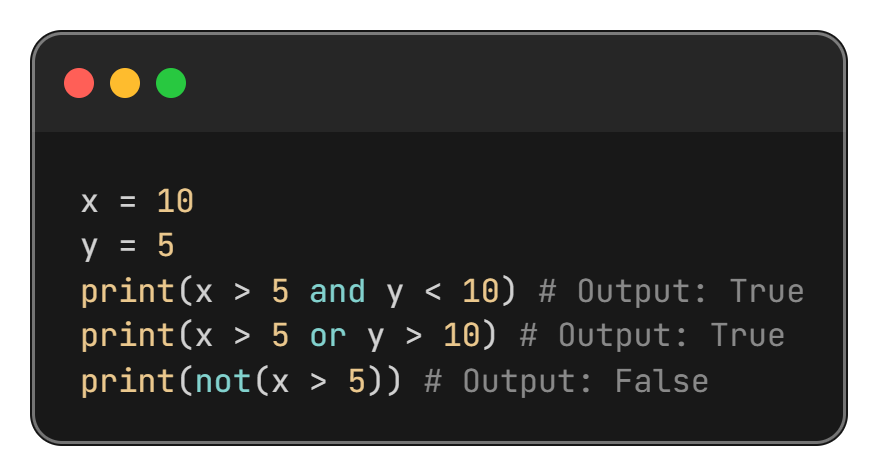 x = 10
y = 5
print(x > 5 and y < 10) # Output: True
print(x > 5 or y > 10) # Output: True
print(not(x > 5)) # Output: False